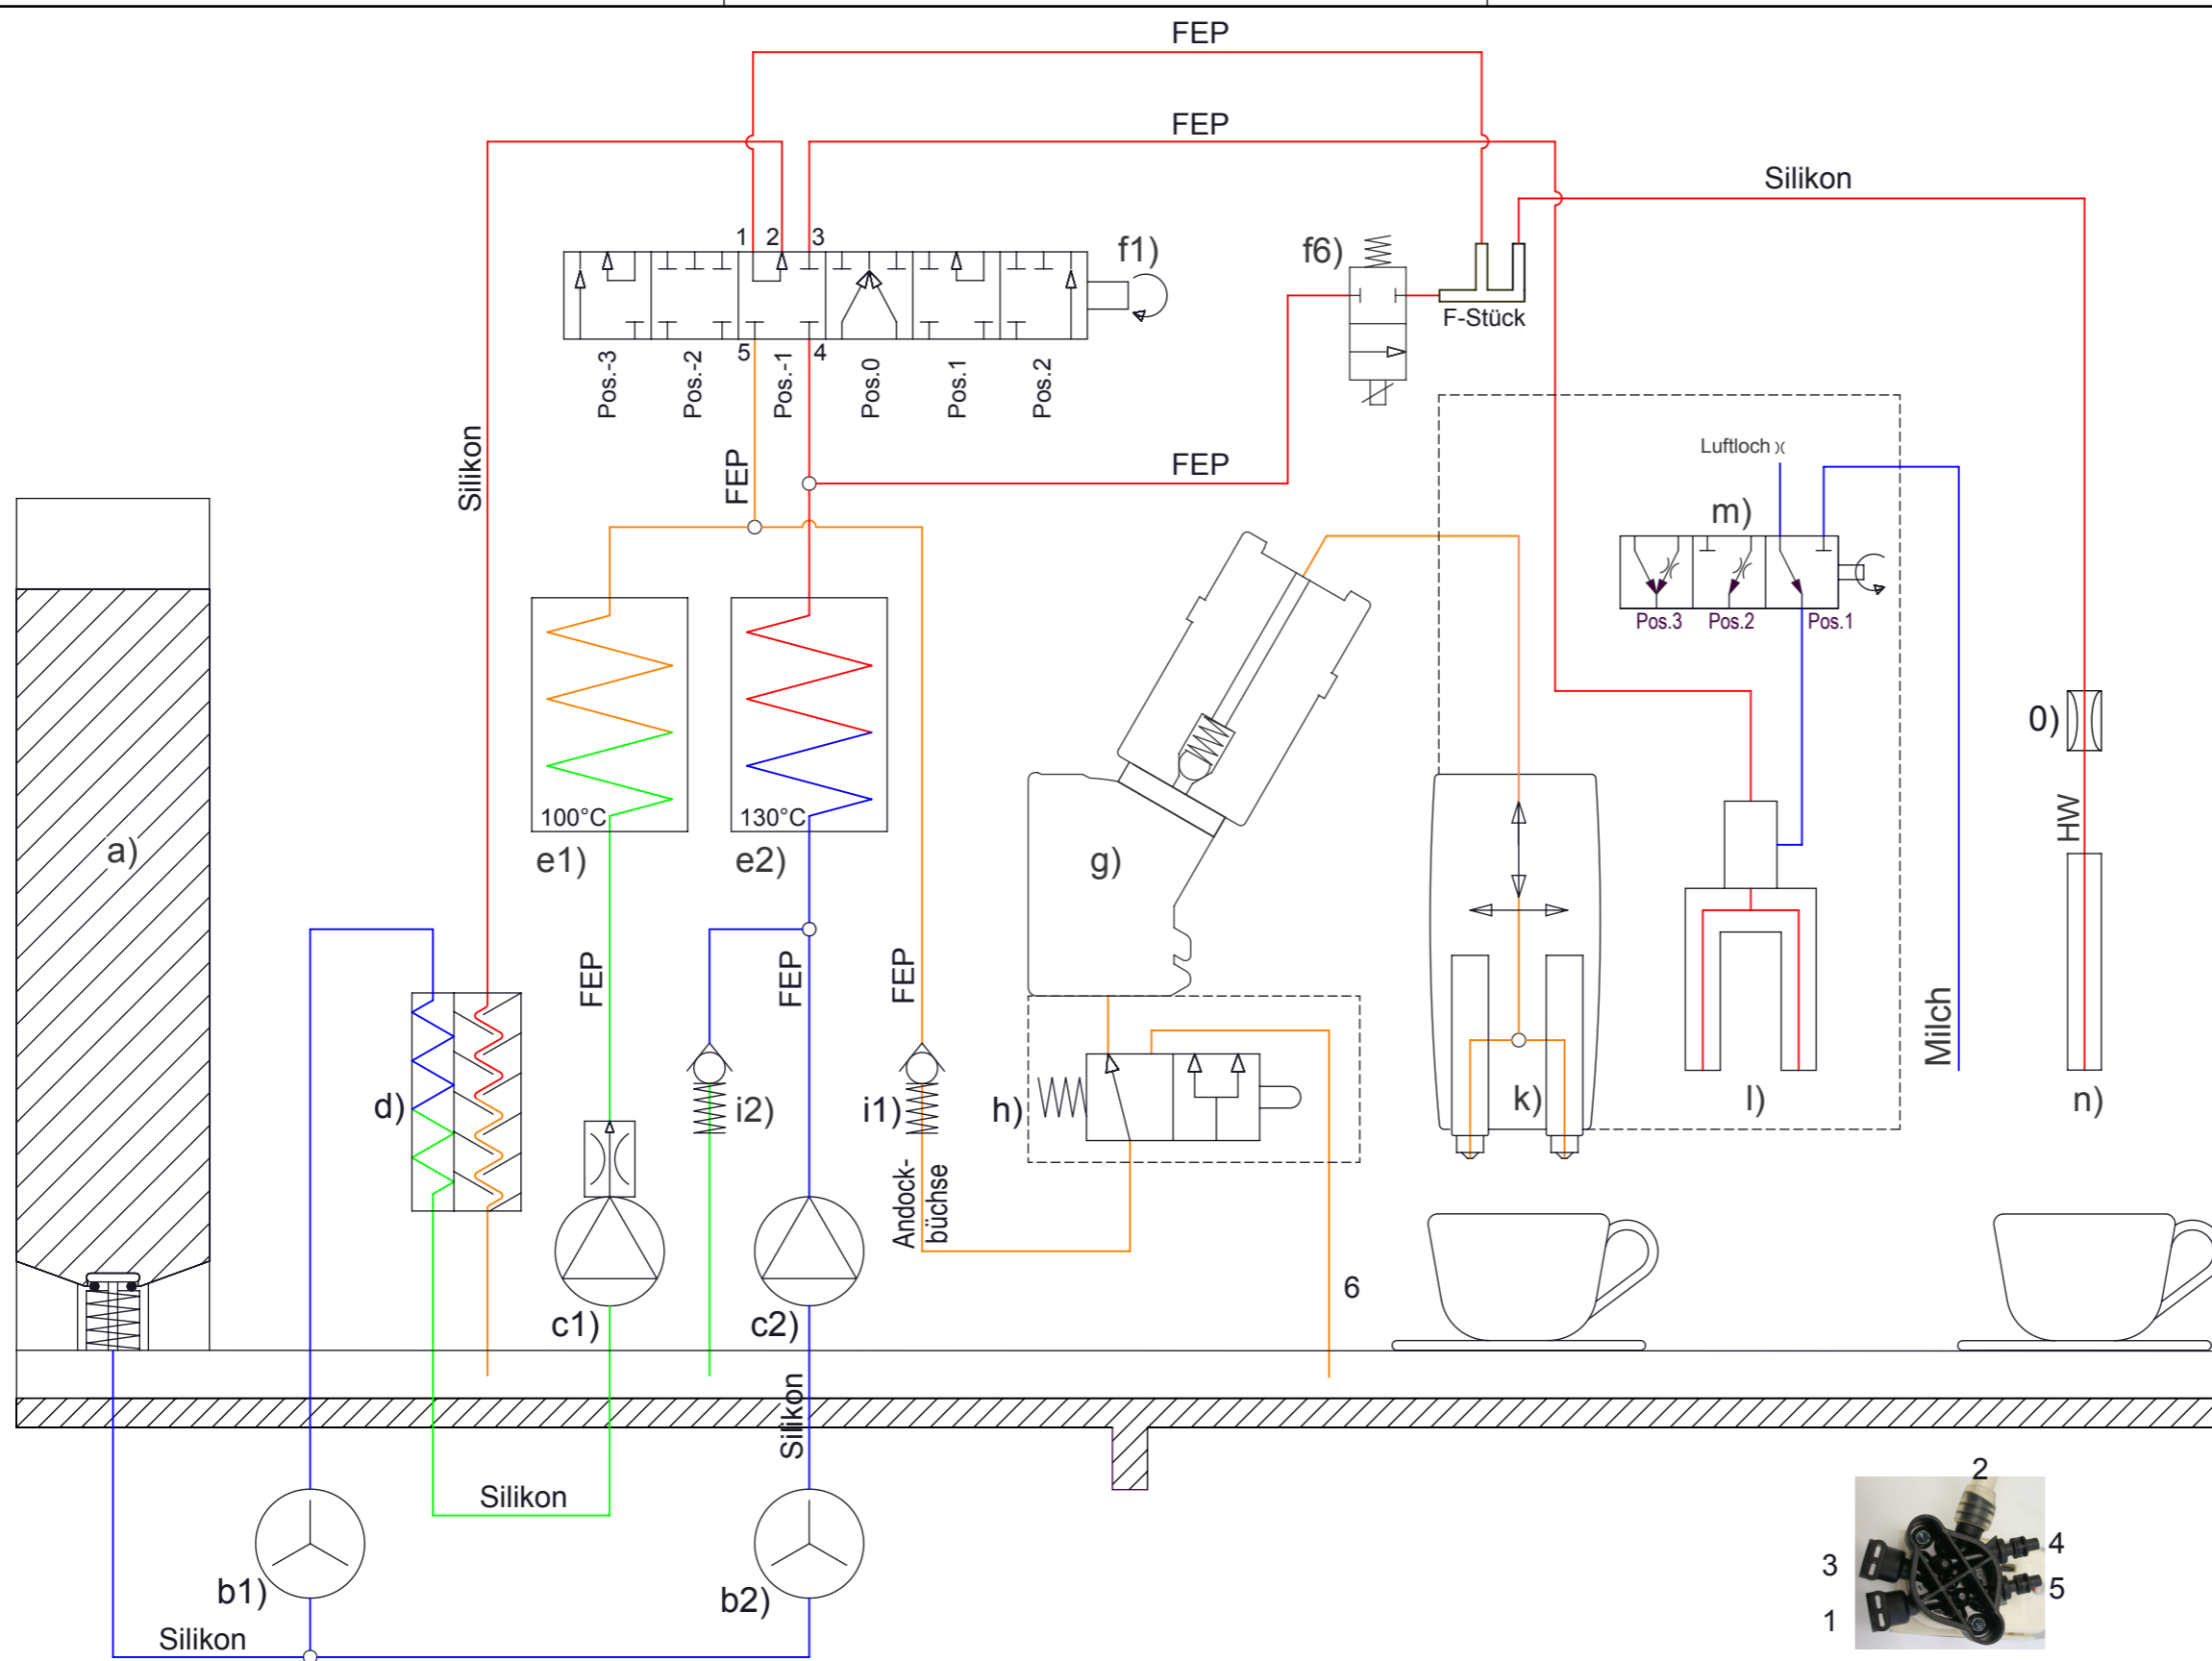 FEP
FEP
Silikon
1 2 3
f1)
f6)
F-Stück
5 4
Pos.-3
Pos.-2
Pos.-1
Pos.0
Pos.1
Pos.2
Silikon
FEP
FEP
Luftloch
m)
Pos.3 Pos.2 Pos.1
0)
HW
a)
100°C
130°C
e1)
e2)
g)
FEP
FEP
FEP
d)
i2)
i1)
h)
k)
l)
Milch
n)
Andock-
büchse
6
c1)
c2)
Silikon
Silikon
b1)
b2)
Silikon
2
3
4
5
1